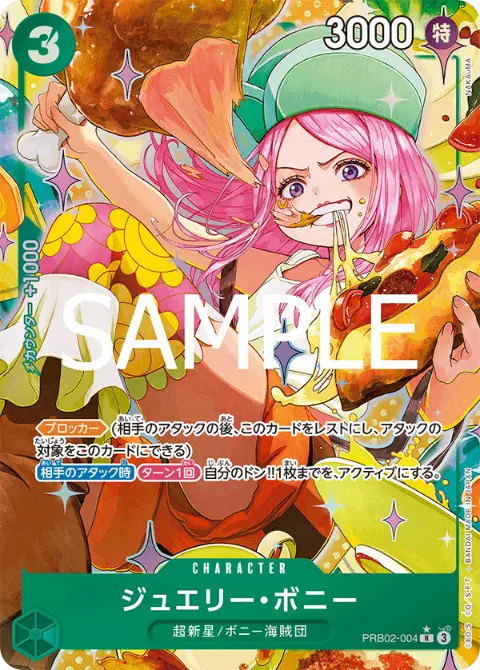 3
3000 特
NAKAuMA
カウンター+1000
SAMPLE
ブロッカー (相手のアタックの後、このカードをレストにし、アタックの
対象をこのカードにできる)
相手のアタック時 ターン1回 自分のドン!!1枚までを、アクティブにする。
CHARACTER
ジュエリー・ボニー
超新星/ボニー海賊団
PRB02-004 R 3
©E.O/S. ©O/S.F.T ★BANDAI MADE IN JAPAN